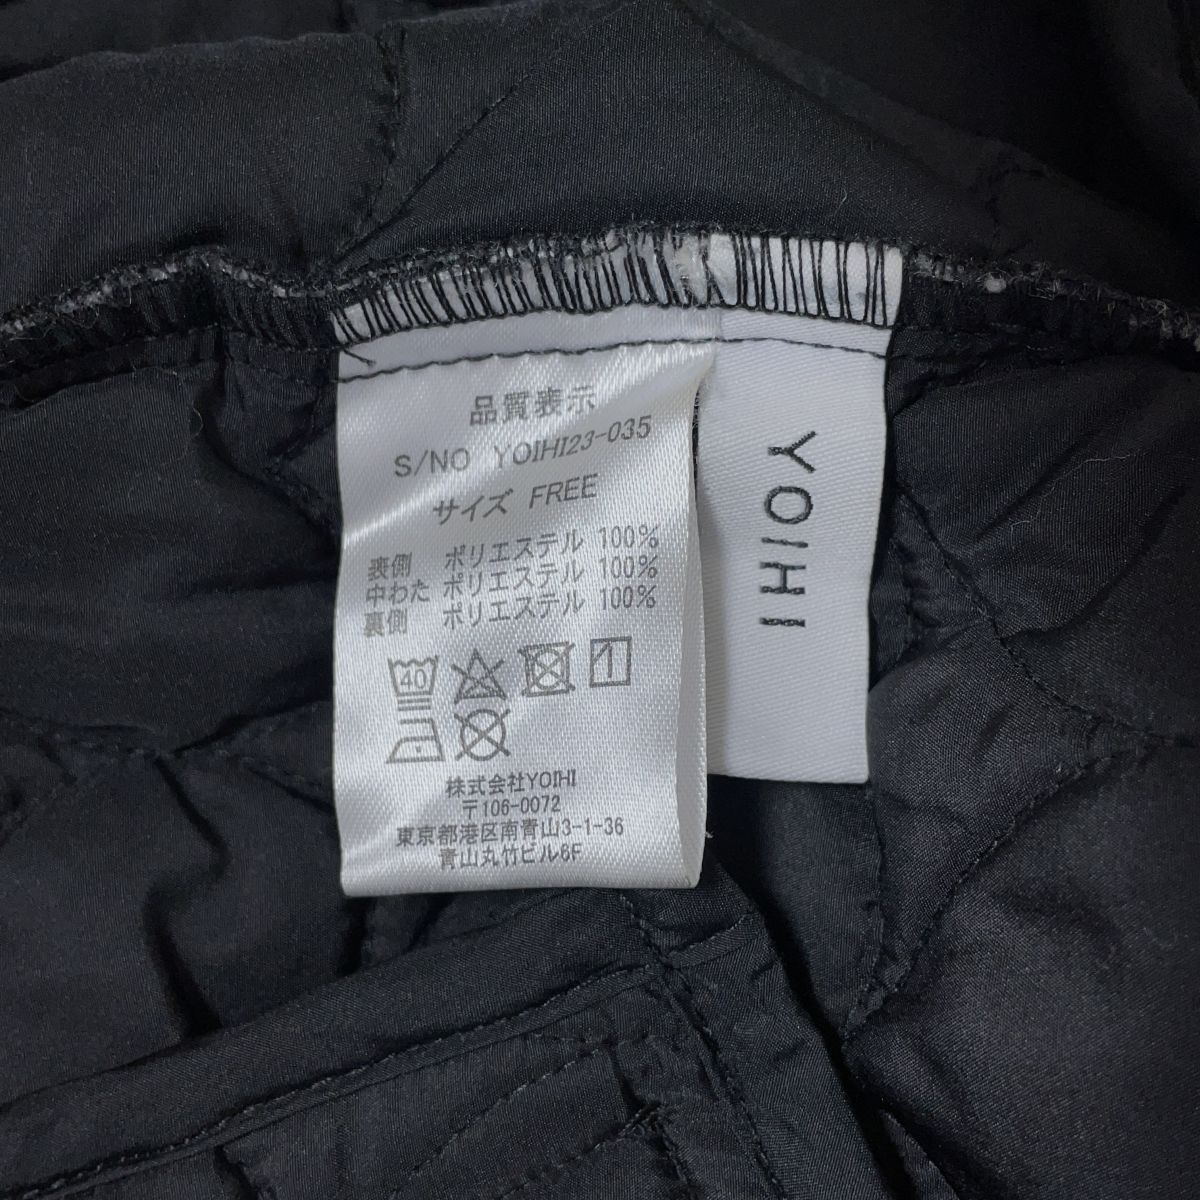 品質表示
S/NO YOIHI23-035
サイズ FREE
表側 ポリエステル 100%
中わた ポリエステル 100%
裏側 ポリエステル 100%
40
株式会社YOIHI
〒106-0072
東京都港区南青山3-1-36
青山丸竹ビル6F
YOIHI